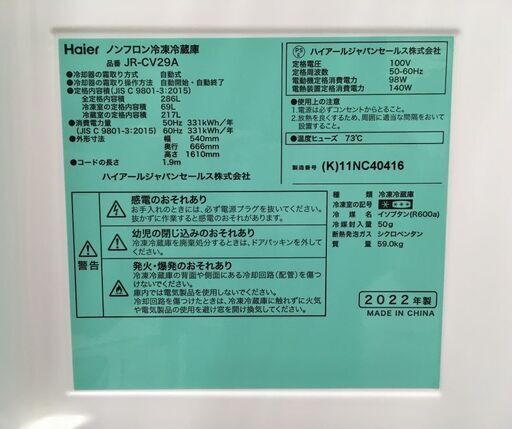 Haier ノンフロン冷凍冷蔵庫
品番 JR-CV29A
●冷却器の霜取り方式 自動式
●冷却器の霜取り操作方法 自動開始・自動終了
●定格内容積(JIS C 9801-3:2015)
全定格内容積 286L
冷凍室の定格内容積 69L
冷蔵室の定格内容積 217L
●消費電力量 50Hz 331kWh/年
(JIS C 9801-3:2015) 60Hz 331kWh/年
●外形寸法 幅 540mm
奥行 666mm
高さ 1610mm
●コードの長さ 1.9m
ハイアールジャパンセールス株式会社
警告
感電のおそれあり
お手入れのときには、必ず電源プラグを抜いてください。
抜かずに作業すると感電することがあります。
幼児の閉じ込めのおそれあり
冷凍冷蔵庫を廃棄処分するときは、ドアパッキンを外してください。
発火・爆発のおそれあり
冷凍冷蔵庫の背面や側面にある冷却回路(配管)を傷つけないでください。
庫内では電気製品を使用しないでください。
冷却回路を傷つけたときは、冷凍冷蔵庫に触れずに火気や電気製品の使用を避け窓を開け換気してください。
PS E
ハイアールジャパンセールス株式会社
定格電圧 100V
定格周波数 50-60Hz
電動機定格消費電力 98W
電熱装置定格消費電力 140W
●使用上の注意
1.電源は必ずコンセントからとること。
2.放熱を良くするため、周囲に適当な間隔をおいて設置すること。
●温度ヒューズ 73℃
製造番号 (K)11NC40416
種類 冷凍冷蔵庫
冷凍室の記号
冷媒 イソブタン(R600a)
冷媒封入量 50g
断熱発泡ガス シクロペンタン
質量 59.0kg
2022年製
MADE IN CHINA